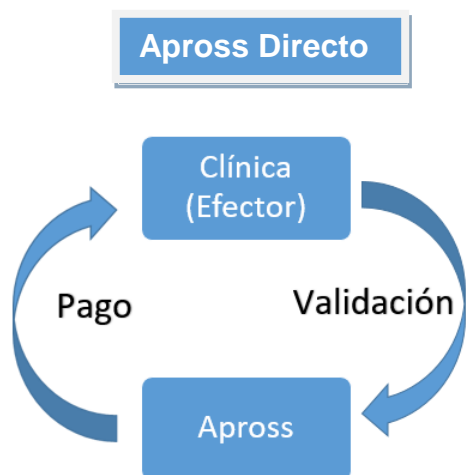 Apross Directo
Clínica
(Efector)
Pago
Validación
Apross